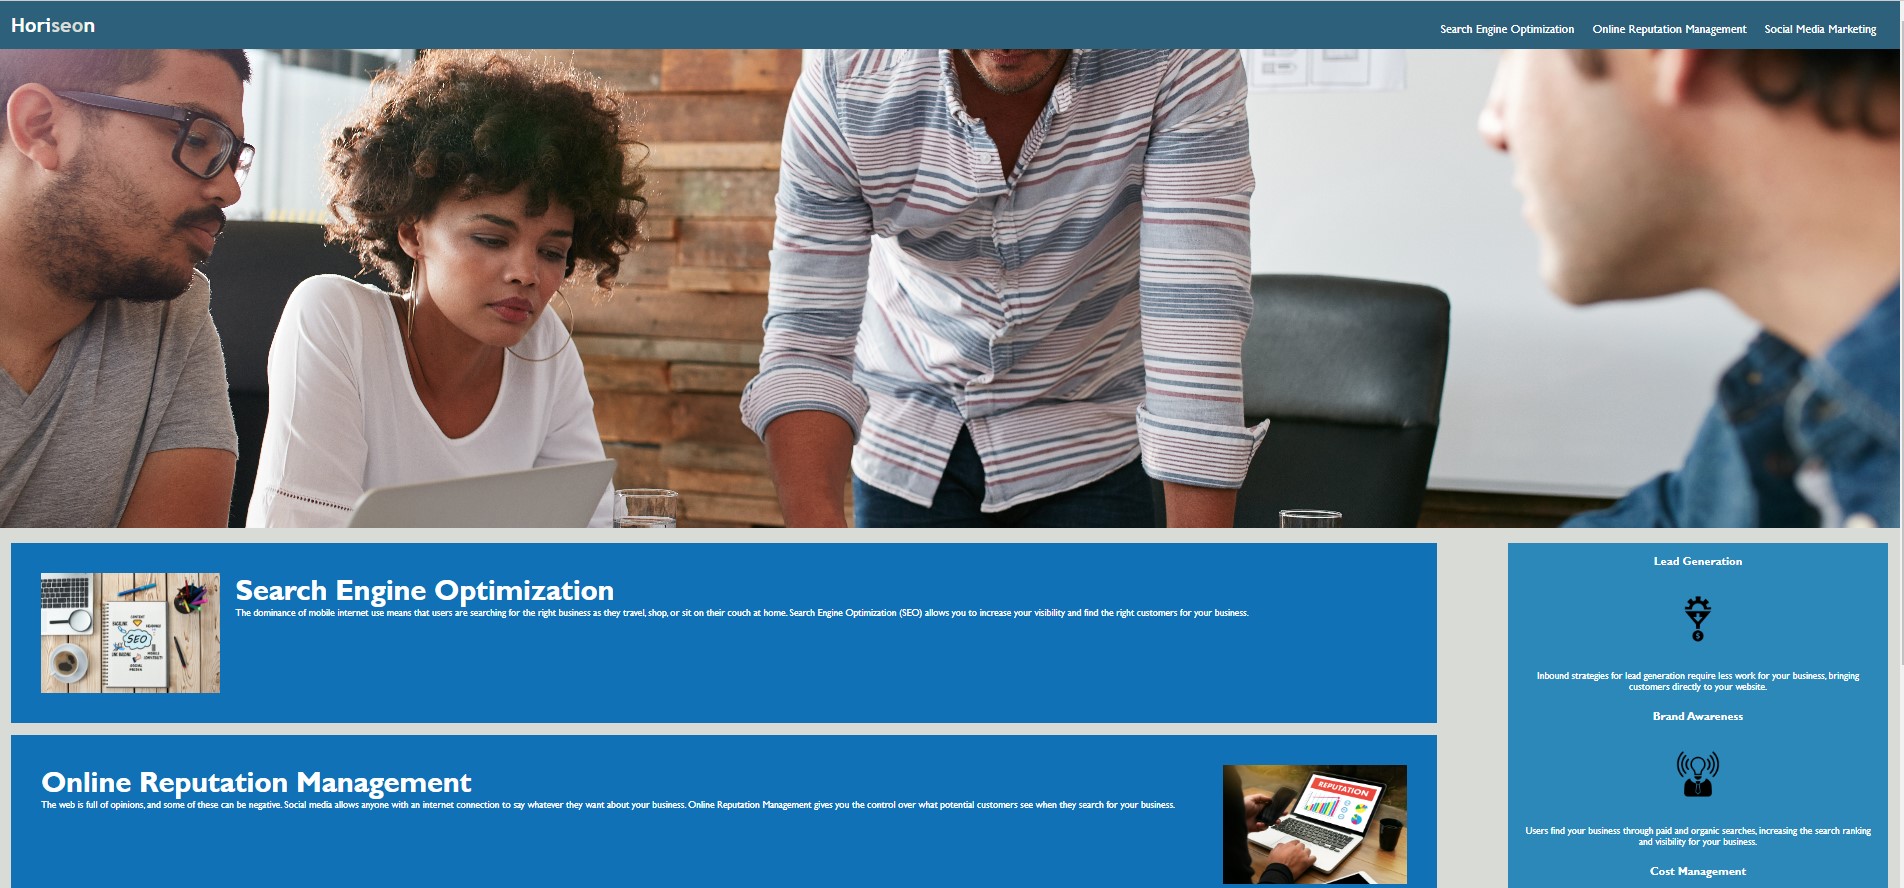 Horiseon
Search Engine Optimization
Online Reputation Management
Social Media Marketing
SEO
Search Engine Optimization
The dominance of mobile internet use means that users are searching for the right business as they travel, shop, or sit on their couch at home. Search Engine Optimization (SEO) allows you to increase your visibility and find the right customers for your business.
Online Reputation Management
The web is full of opinions, and some of these can be negative. Social media allows anyone with an internet connection to say whatever they want about your business. Online Reputation Management gives you the control over what potential customers see when they search for your business.
REPUTATION
Lead Generation
Inbound strategies for lead generation require less work for your business, bringing
customers directly to your website.
Brand Awareness
Users find your business through paid and organic searches, increasing the search ranking
and visibility for your business.
Cost Management